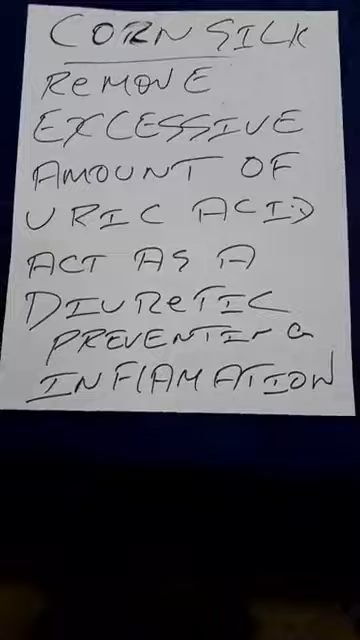 CORN SILK
REMOVE
EXCESSIVE
AMOUNT OF
URIC ACID
ACT AS A
DIURETIC
PREVENTING
INFLAMATION